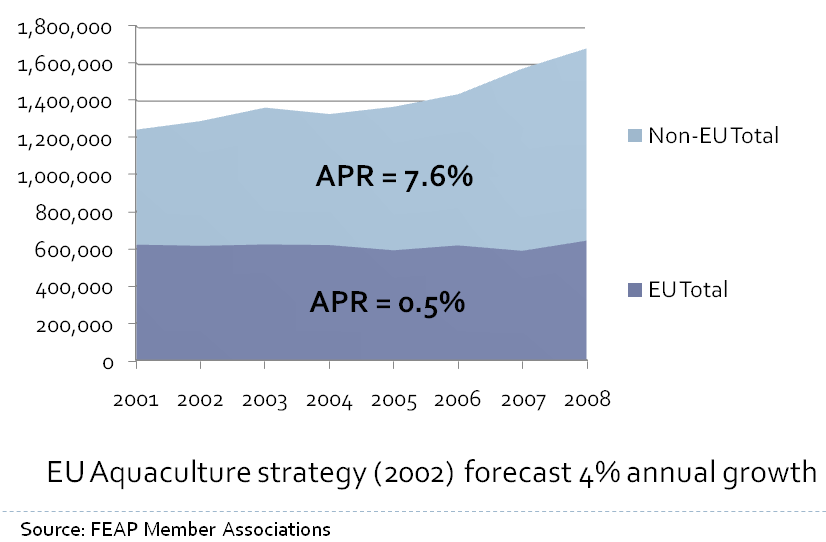 1,800,000
1,600,000
1,400,000
1,200,000
1,000,000
800,000
600,000
400,000
200,000
0
APR = 7.6%
APR = 0.5%
Non-EU Total
EU Total
2001 2002 2003 2004 2005 2006 2007 2008
EU Aquaculture strategy (2002) forecast 4% annual growth
Source: FEAP Member Associations